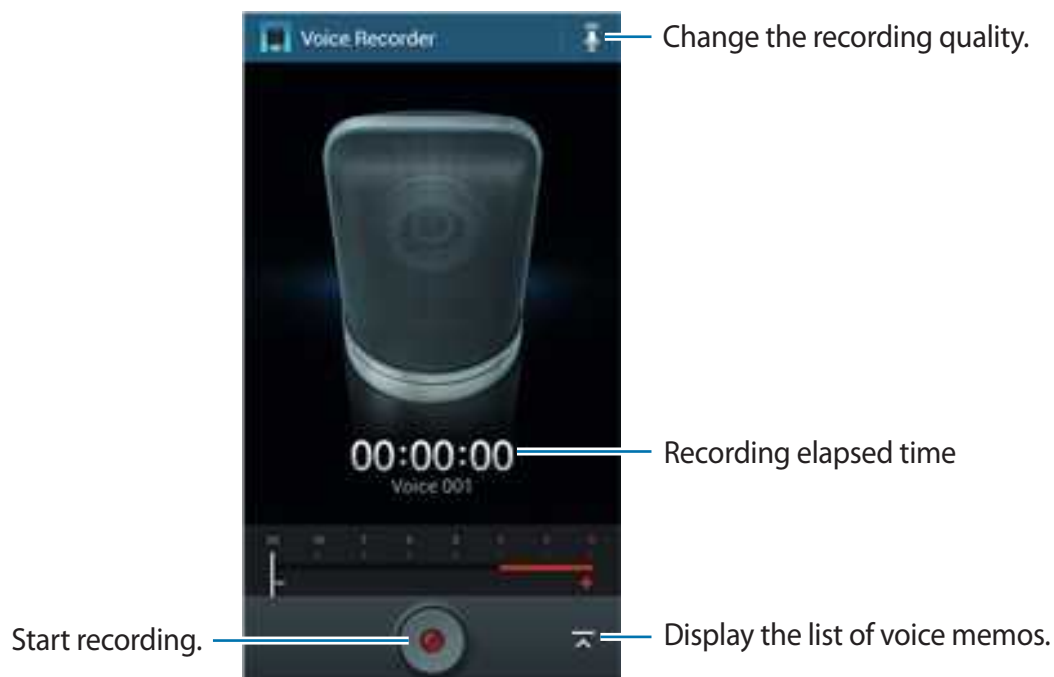 Voice Recorder
Change the recording quality.
00:00:00
Recording elapsed time
Voice 001
Start recording.
Display the list of voice memos.